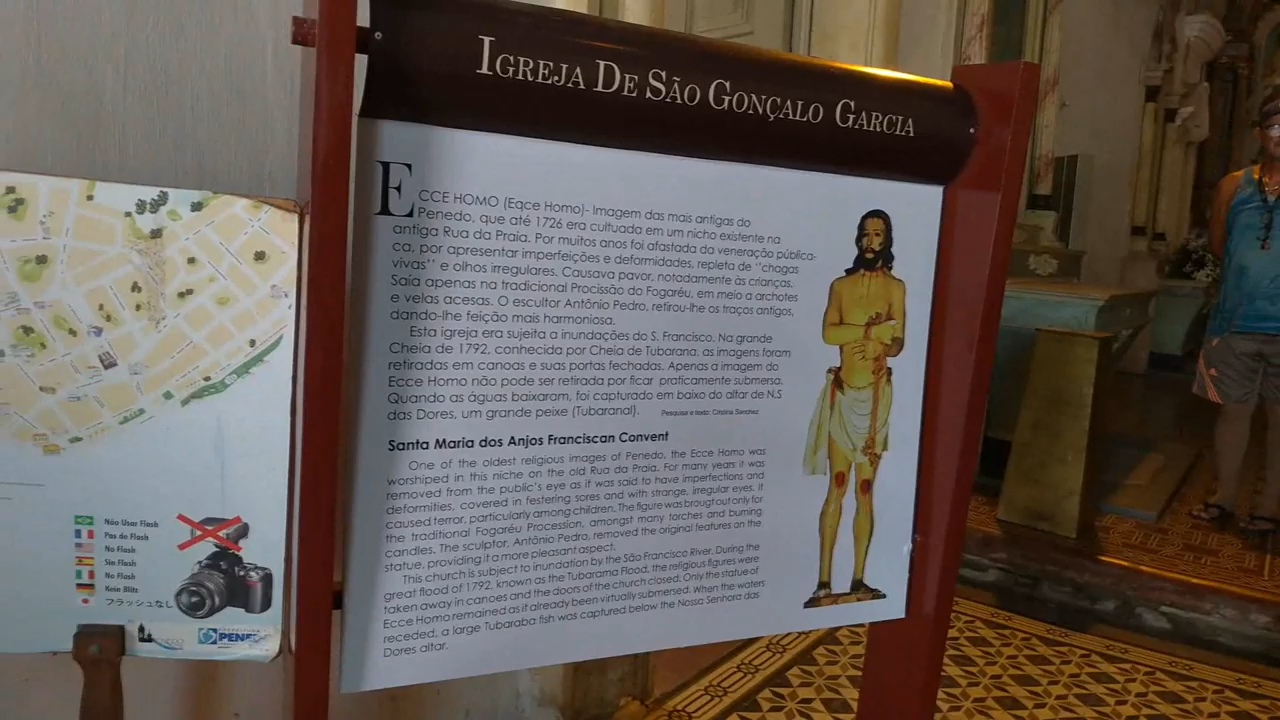 IGREJA DE SÃO GONÇALO GARCIA
ECCE HOMO (Eqce Homo)- Imagem das mais antigas do
Penedo, que até 1726 era cultuada em um nicho existente na
antiga Rua da Praia. Por muitos anos foi afastada da veneração pública-
ca, por apresentar imperfeições e deformidades, repleta de ''chagas
vivas'' e olhos irregulares. Causava pavor, notadamente às crianças.
Saía apenas na tradicional Procissão do Fogaréu, em meio a archotes
e velas acesas. O escultor Antônio Pedro, retirou-lhe os traços antigos,
dando-lhe feição mais harmoniosa.
Esta igreja era sujeita a inundações do S. Francisco. Na grande
Cheia de 1792, conhecida por Cheia de Tubarana, as imagens foram
retiradas em canoas e suas portas fechadas. Apenas a imagem do
Ecce Homo não pode ser retirada por ficar praticamente submersa.
Quando as águas baixaram, foi capturado em baixo do altar de N.S
das Dores, um grande peixe (Tubaranal).
Pesquisa e texto: Cristina Sanchez
Santa Maria dos Anjos Franciscan Convent
One of the oldest religious images of Penedo, the Ecce Homo was
worshiped in this niche on the old Rua da Praia. For many years it was
removed from the public's eye as it was said to have imperfections and
deformities, covered in festering sores and with strange, irregular eyes. It
caused terror, particularly among children. The figure was brougt out only for
the traditional Fogaréu Procession, amongst many torches and burning
candles. The sculptor, Antônio Pedro, removed the original features on the
statue, providing it a more pleasant aspect.
This church is subject to inundation by the São Francisco River. During the
great flood of 1792, known as the Tubarama Flood, the religious figures were
taken away in canoes and the doors of the church closed. Only the statue of
Ecce Homo remained as it already been virtually submersed. When the waters
receded, a large Tubaraba fish was captured below the Nossa Senhora das
Dores altar.
Não Usar Flash
Pas de Flash
No Flash
Sin Flash
No Flash
Kein Blitz
フラッシュなし
PENEDO